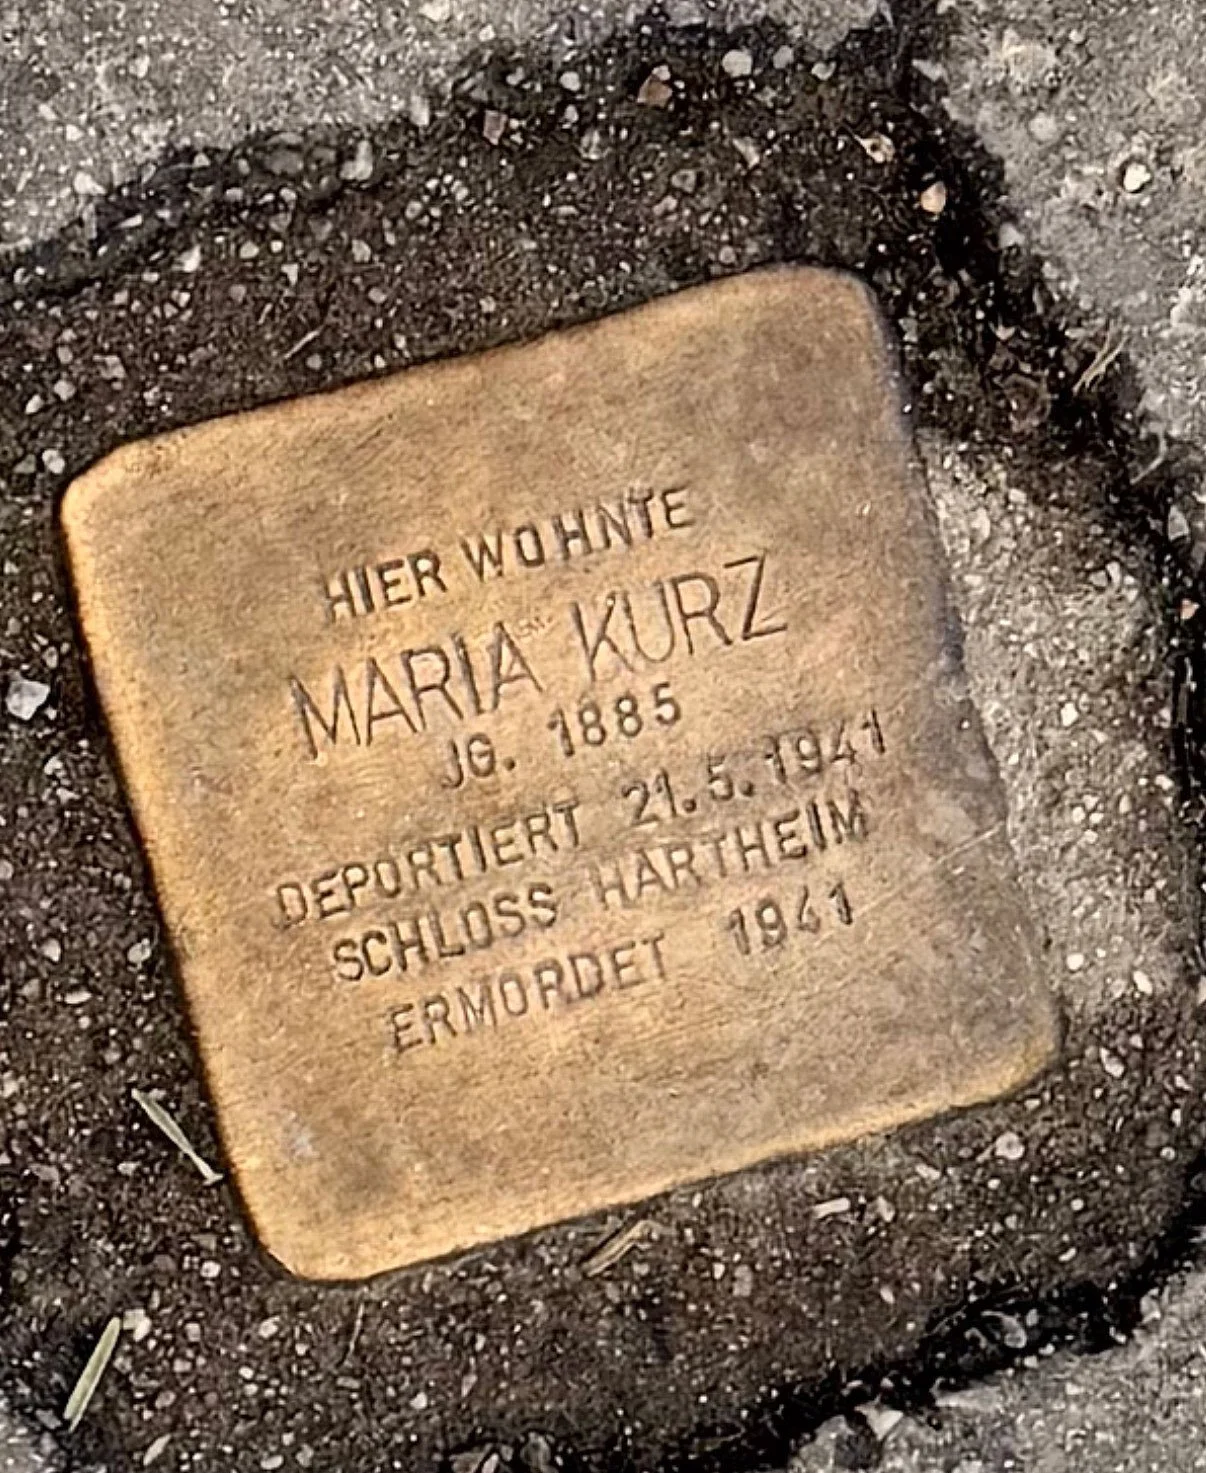 HIER WOHNTE
MARIA KURZ
JG. 1885
DEPORTIERT 21.5.1941
SCHLOSS HARTHEIM
ERMORDET 1941